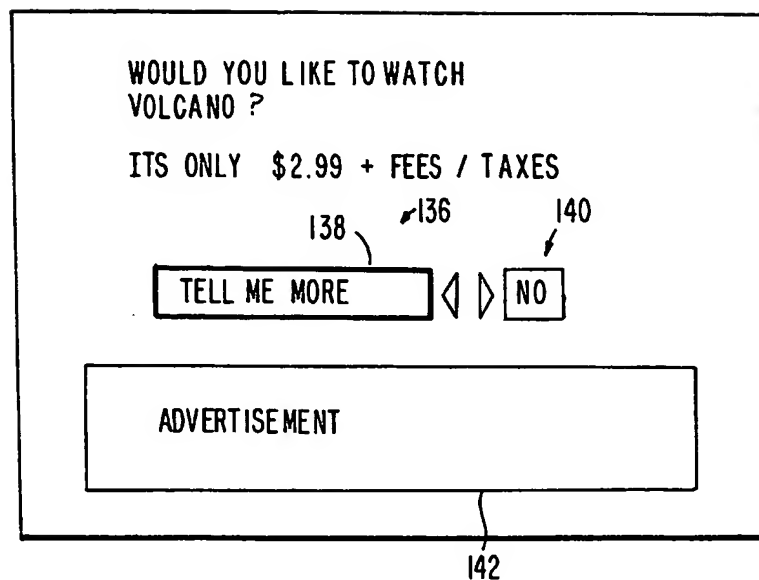 WOULD YOU LIKE TO WATCH
VOLCANO ?
ITS ONLY $2.99 + FEES / TAXES
136
140
138
TELL ME MORE
NO
ADVERTISEMENT
142